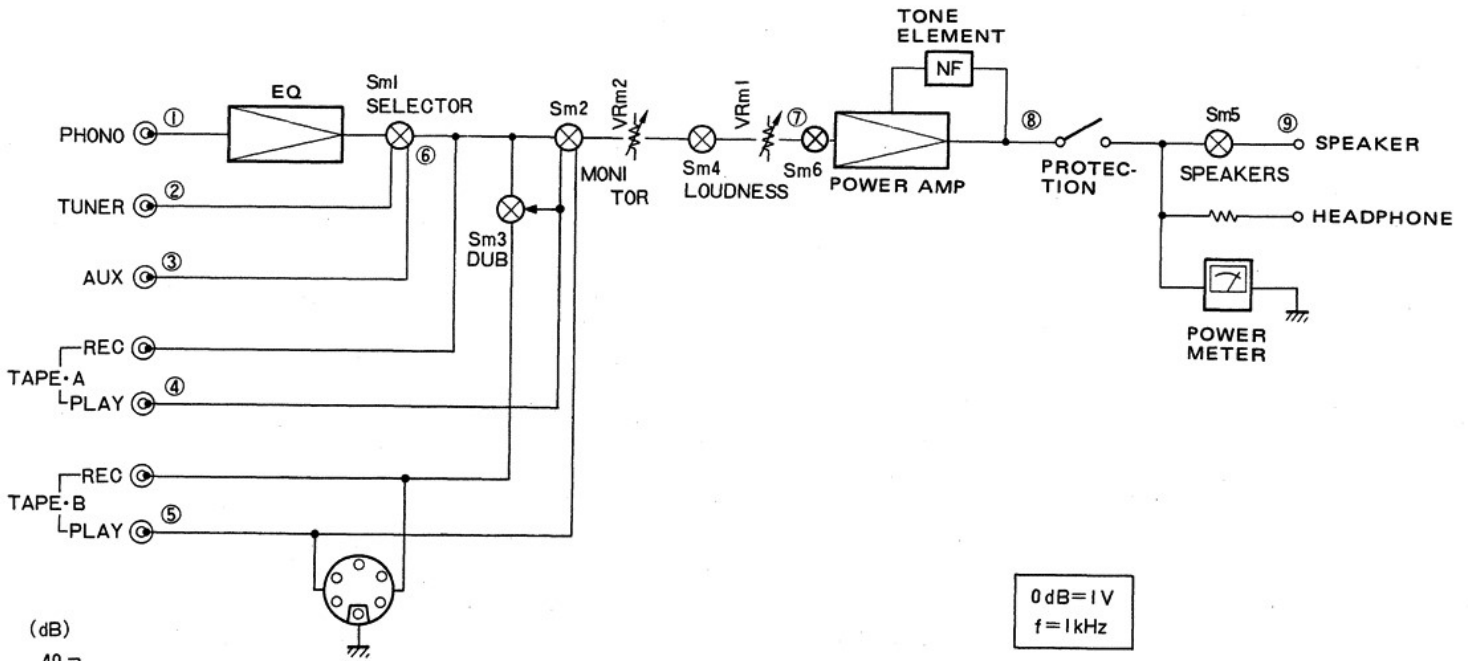 TONE
ELEMENT
NF
EQ
Sm1
SELECTOR
Sm2
VRm2
VRm1
PHONO
①
⑥
MONI
TOR
Sm4
LOUDNESS
⑦
Sm6
POWER AMP
⑧
PROTEC-
TION
Sm5
SPEAKERS
⑨
SPEAKER
TUNER
②
Sm3
DUB
HEADPHONE
AUX
③
POWER
METER
REC
TAPE·A
④
PLAY
REC
TAPE·B
⑤
PLAY
0dB=1V
f=1kHz
(dB)